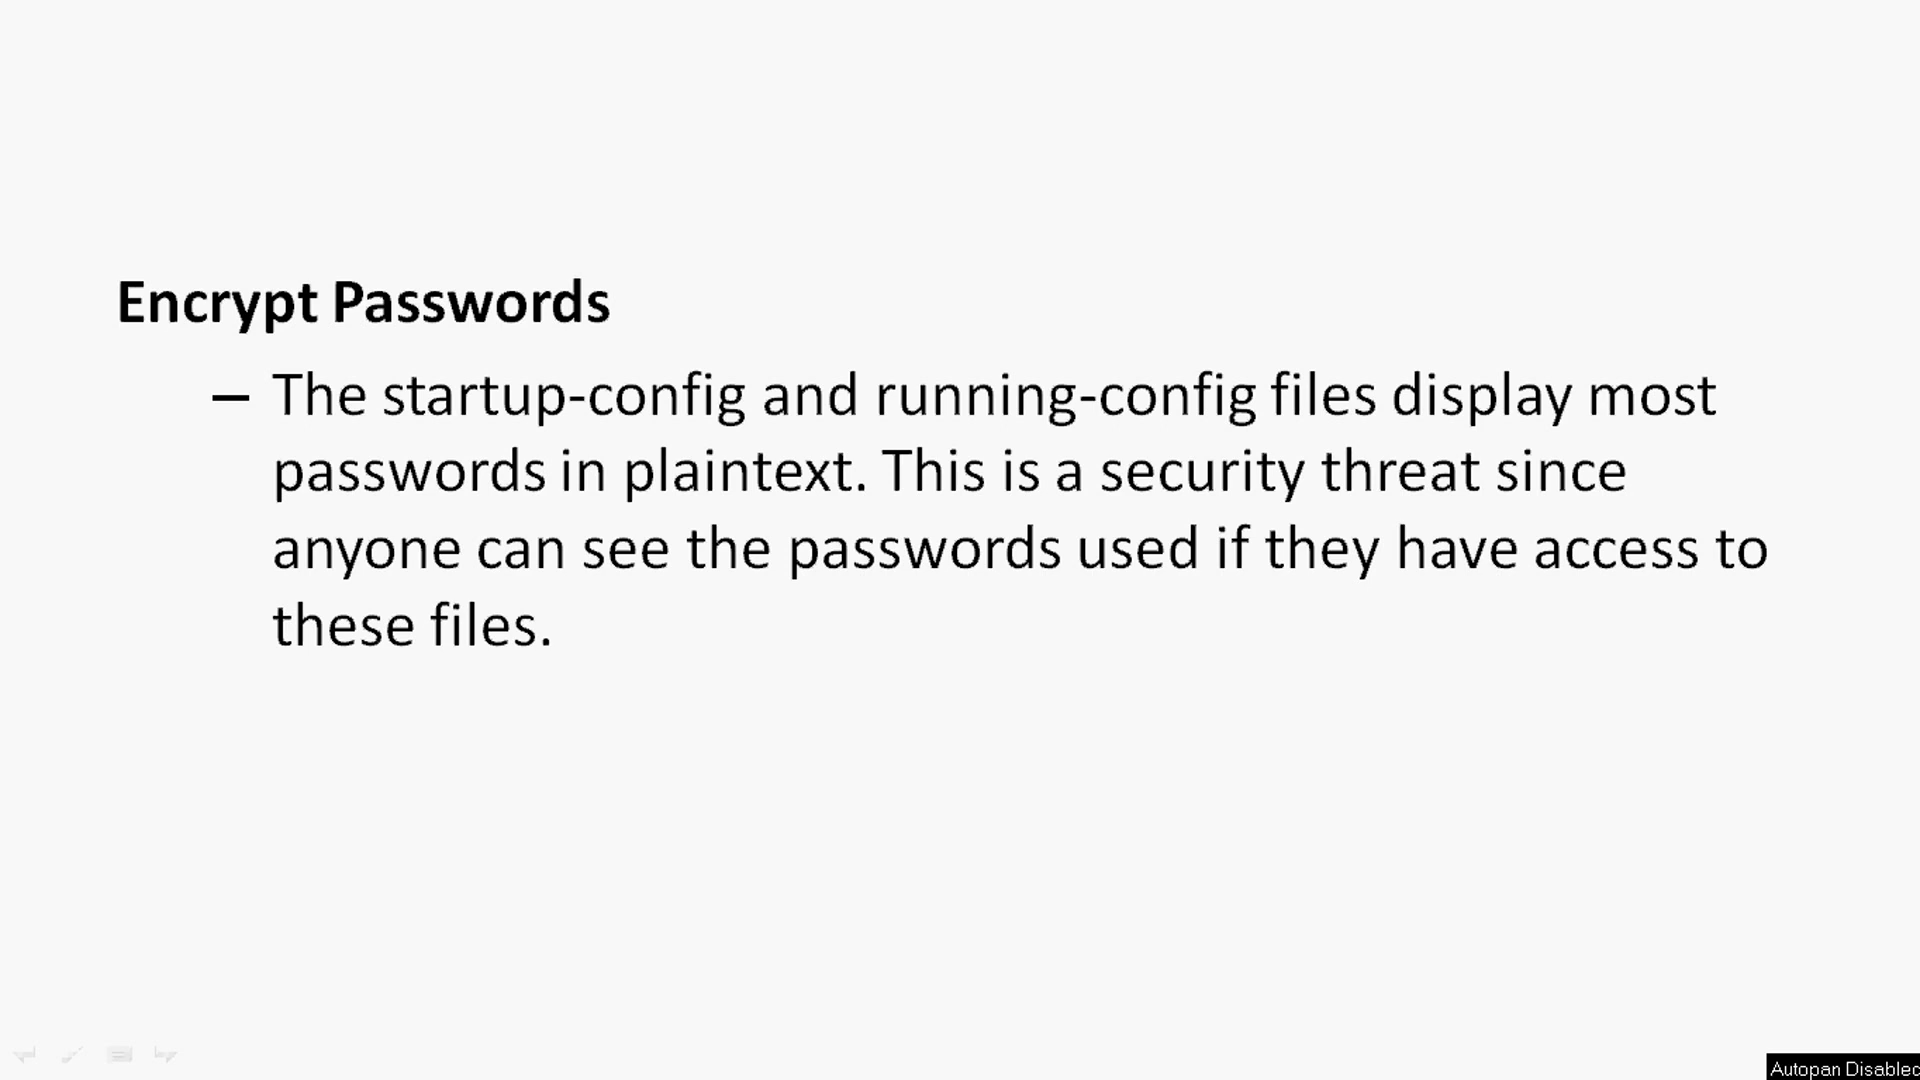 Encrypt Passwords
– The startup-config and running-config files display most
passwords in plaintext. This is a security threat since
anyone can see the passwords used if they have access to
these files.
Autopan Disabled